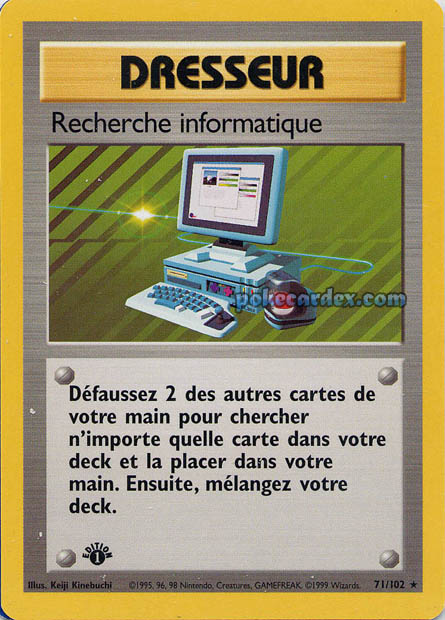 DRESSEUR
Recherche informatique
pokecardex.com
Défaussez 2 des autres cartes de
votre main pour chercher
n'importe quelle carte dans votre
deck et la placer dans votre
main. Ensuite, mélangez votre
deck.
EDITION
1
Illus. Keiji Kinebuchi ©1995, 96, 98 Nintendo, Creatures, GAMEFREAK. ©1999 Wizards. 71/102 ★